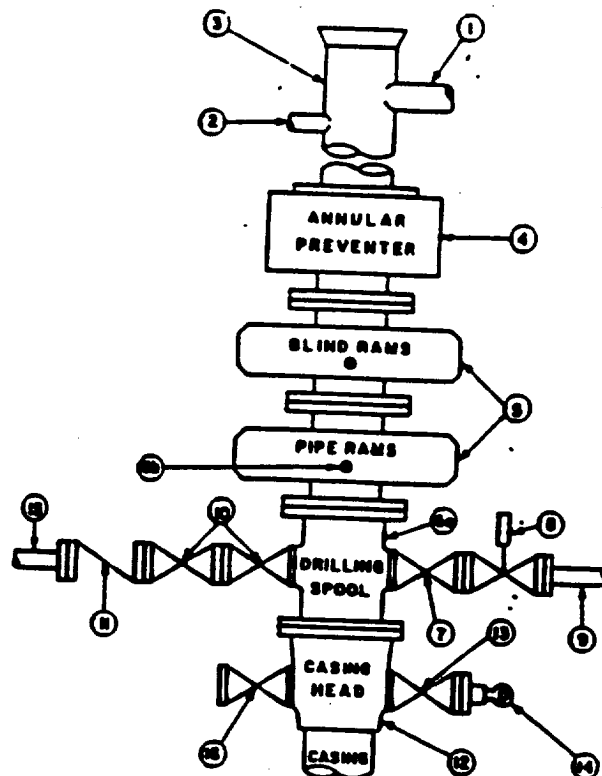 3
1
2
ANNULAR
PREVENTER
4
BLIND RAMS
5
PIPE RAMS
10
8
DRILLING
SPOOL
11
7
13
9
CASING
HEAD
12
14
CASING